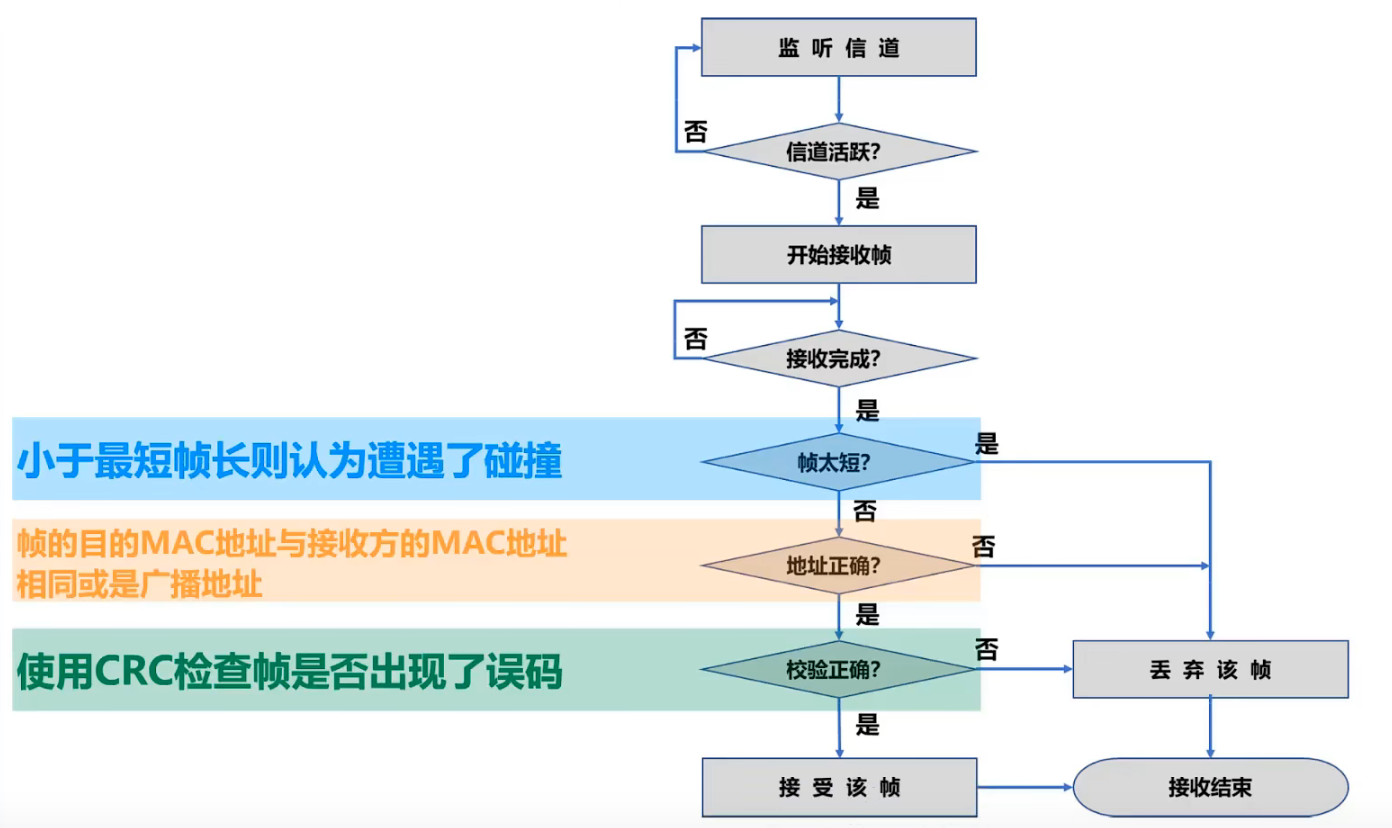 监听信道
否
信道活跃?
是
开始接收帧
否
接收完成?
是
小于最短帧长则认为遭遇了碰撞
帧太短?
是
否
帧的目的MAC地址与接收方的MAC地址
相同或是广播地址
地址正确?
否
是
使用CRC检查帧是否出现了误码
校验正确?
否
丢弃该帧
是
接受该帧
接收结束